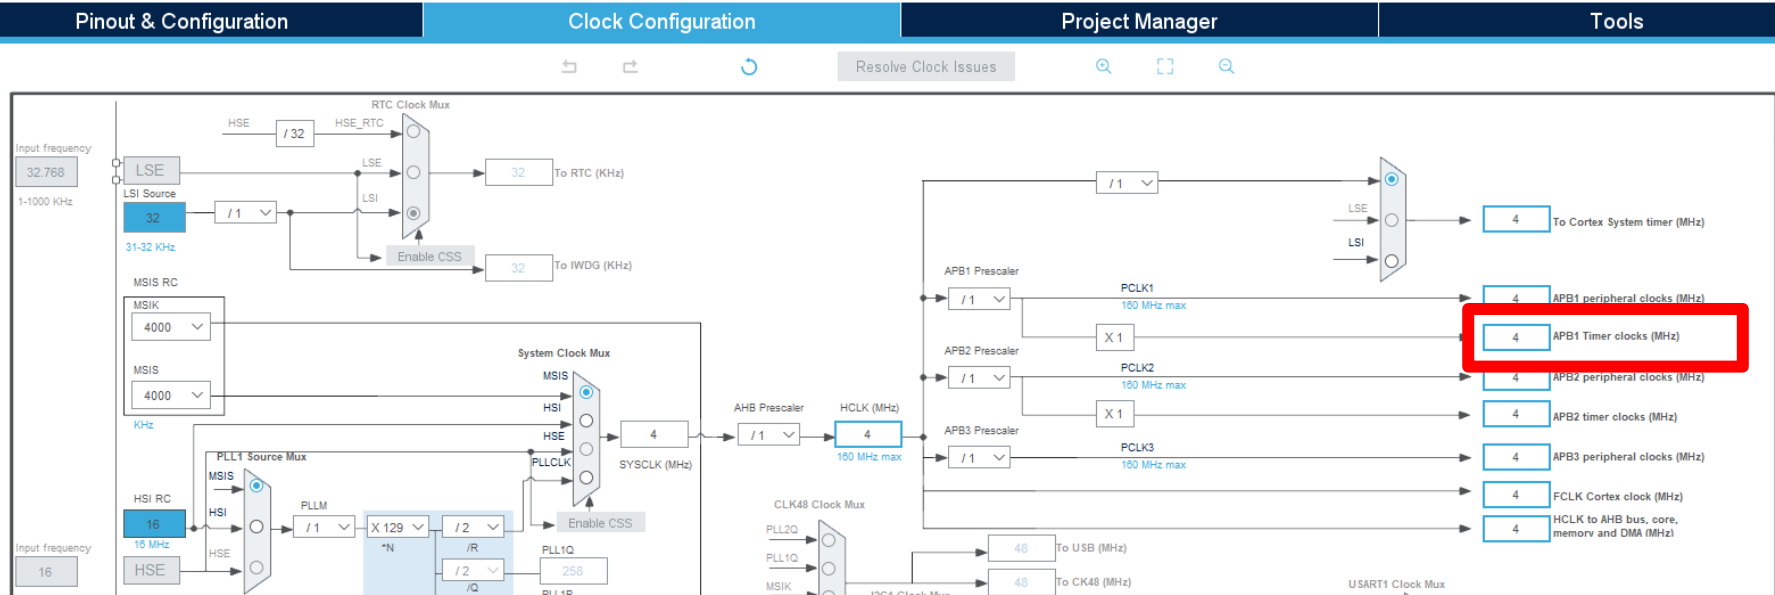 Pinout & Configuration
Clock Configuration
Project Manager
Tools
Resolve Clock Issues
RTC Clock Mux
HSE
/ 32
HSE_RTC
Input frequency
32.768
1-1000 KHz
LSE
LSE
32
To RTC (KHz)
LSI Source
32
31-32 KHz
/ 1
LSI
Enable CSS
32
To IWDG (KHz)
/ 1
LSE
LSI
4
To Cortex System timer (MHz)
MSIS RC
MSIK
4000
MSIS
4000
KHz
APB1 Prescaler
/ 1
PCLK1
160 MHz max
4
APB1 peripheral clocks (MHz)
X 1
4
APB1 Timer clocks (MHz)
System Clock Mux
MSIS
HSI
HSE
PLLCLK
4
SYSCLK (MHz)
Enable CSS
AHB Prescaler
/ 1
HCLK (MHz)
4
160 MHz max
APB2 Prescaler
/ 1
PCLK2
160 MHz max
4
APB2 peripheral clocks (MHz)
X 1
4
APB2 timer clocks (MHz)
APB3 Prescaler
/ 1
PCLK3
160 MHz max
4
APB3 peripheral clocks (MHz)
4
FCLK Cortex clock (MHz)
4
HCLK to AHB bus, core,
memory and DMA (MHz)
PLL1 Source Mux
MSIS
HSI
HSE
HSI RC
16
16 MHz
Input frequency
16
HSE
PLLM
/ 1
X 129
*N
/ 2
/R
/ 2
/Q
PLL1Q
258
PLL1P
CLK48 Clock Mux
PLL2Q
PLL1Q
MSIK
48
To USB (MHz)
48
To CK48 (MHz)
I2C1 Clock Mux
USART1 Clock Mux